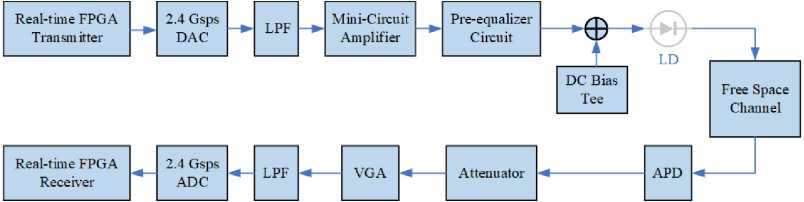 Real-time FPGA
Transmitter
2.4 Gsps
DAC
LPF
Mini-Circuit
Amplifier
Pre-equalizer
Circuit
DC Bias
Tee
LD
Free Space
Channel
Real-time FPGA
Receiver
2.4 Gsps
ADC
LPF
VGA
Attenuator
APD